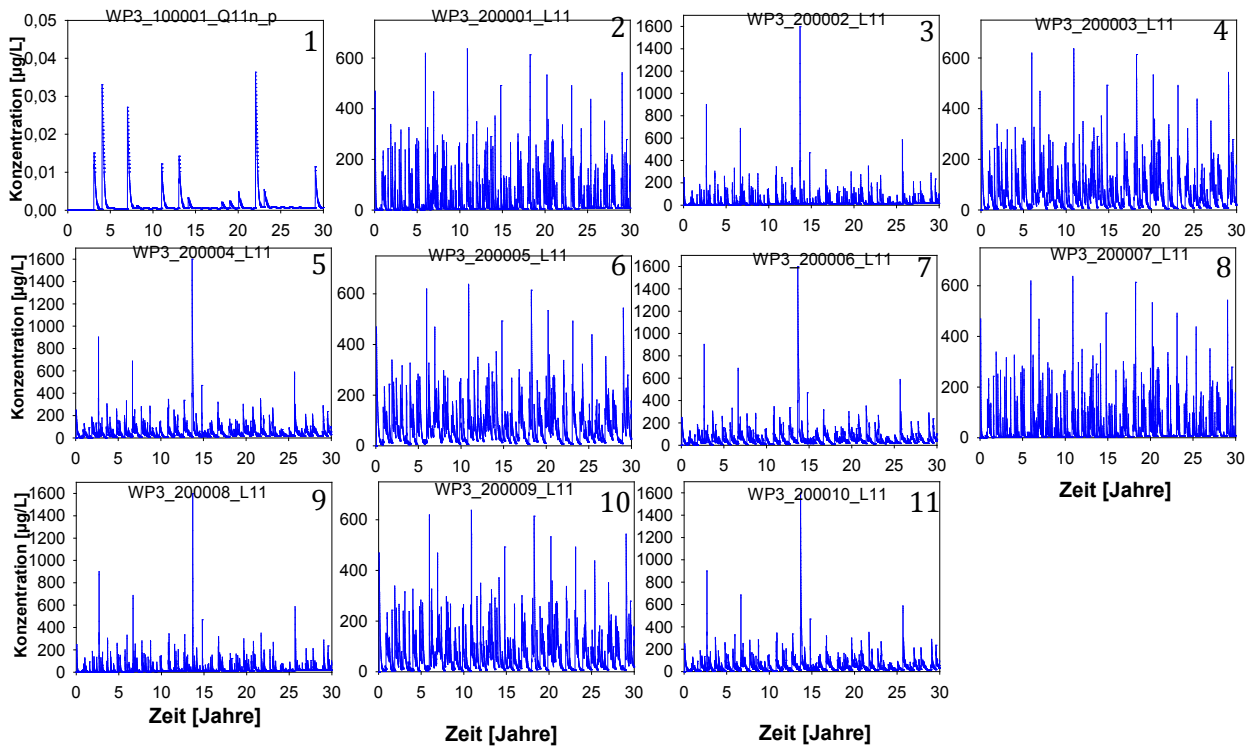 WP3_100001_Q11n_p
1
Konzentration [µg/L]
0,05
0,04
0,03
0,02
0,01
0,00
0 5 10 15 20 25 30
WP3_200001_L11
2
600
400
200
0
0 5 10 15 20 25 30
WP3_200002_L11
3
1600
1400
1200
1000
800
600
400
200
0
0 5 10 15 20 25 30
WP3_200003_L11
4
600
400
200
0
0 5 10 15 20 25 30
WP3_200004_L11
5
Konzentration [µg/L]
1600
1400
1200
1000
800
600
400
200
0
0 5 10 15 20 25 30
WP3_200005_L11
6
600
400
200
0
0 5 10 15 20 25 30
WP3_200006_L11
7
1600
1400
1200
1000
800
600
400
200
0
0 5 10 15 20 25 30
WP3_200007_L11
8
600
400
200
0
0 5 10 15 20 25 30
Zeit [Jahre]
WP3_200008_L11
9
Konzentration [µg/L]
1600
1400
1200
1000
800
600
400
200
0
0 5 10 15 20 25 30
Zeit [Jahre]
WP3_200009_L11
10
600
400
200
0
0 5 10 15 20 25 30
Zeit [Jahre]
WP3_200010_L11
11
1600
1400
1200
1000
800
600
400
200
0
0 5 10 15 20 25 30
Zeit [Jahre]